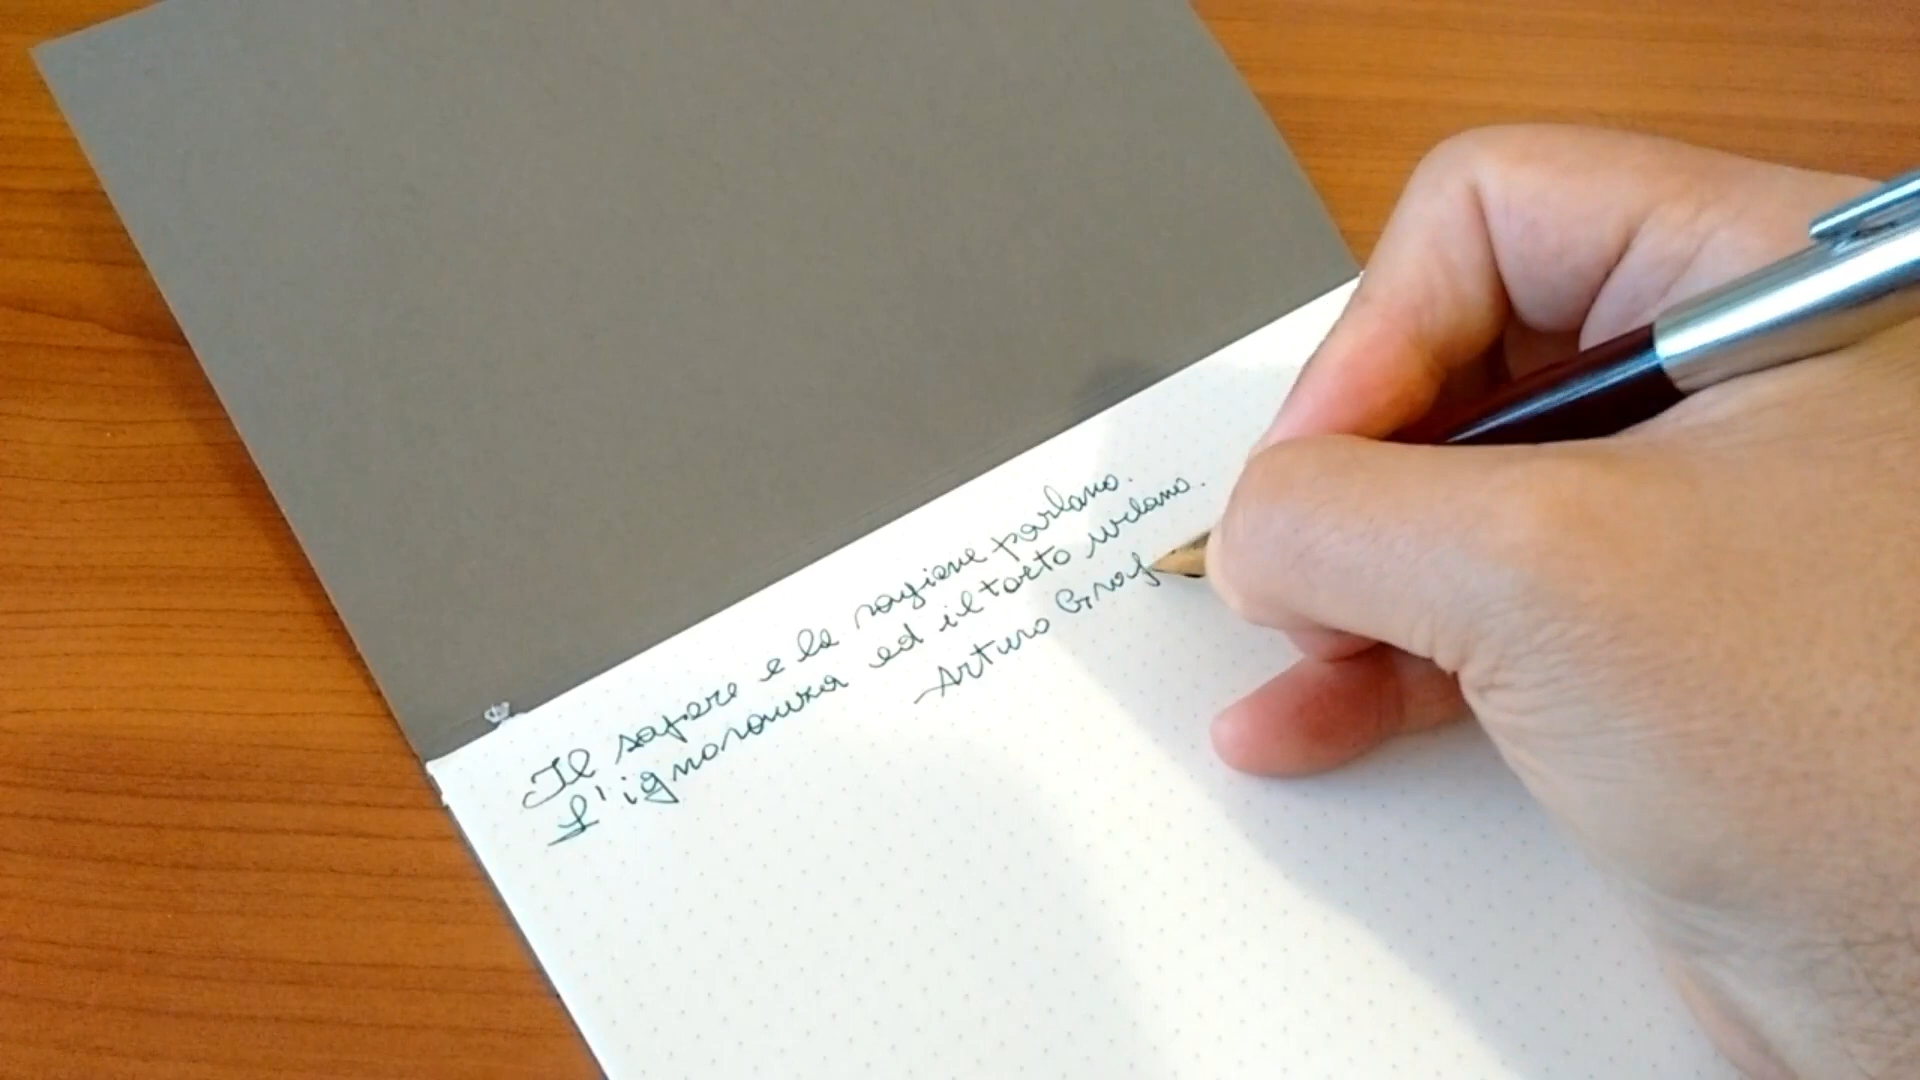 Il sapere e la ragione parlano.
L'ignoranza ed il torto urlano.
Arturo Graf